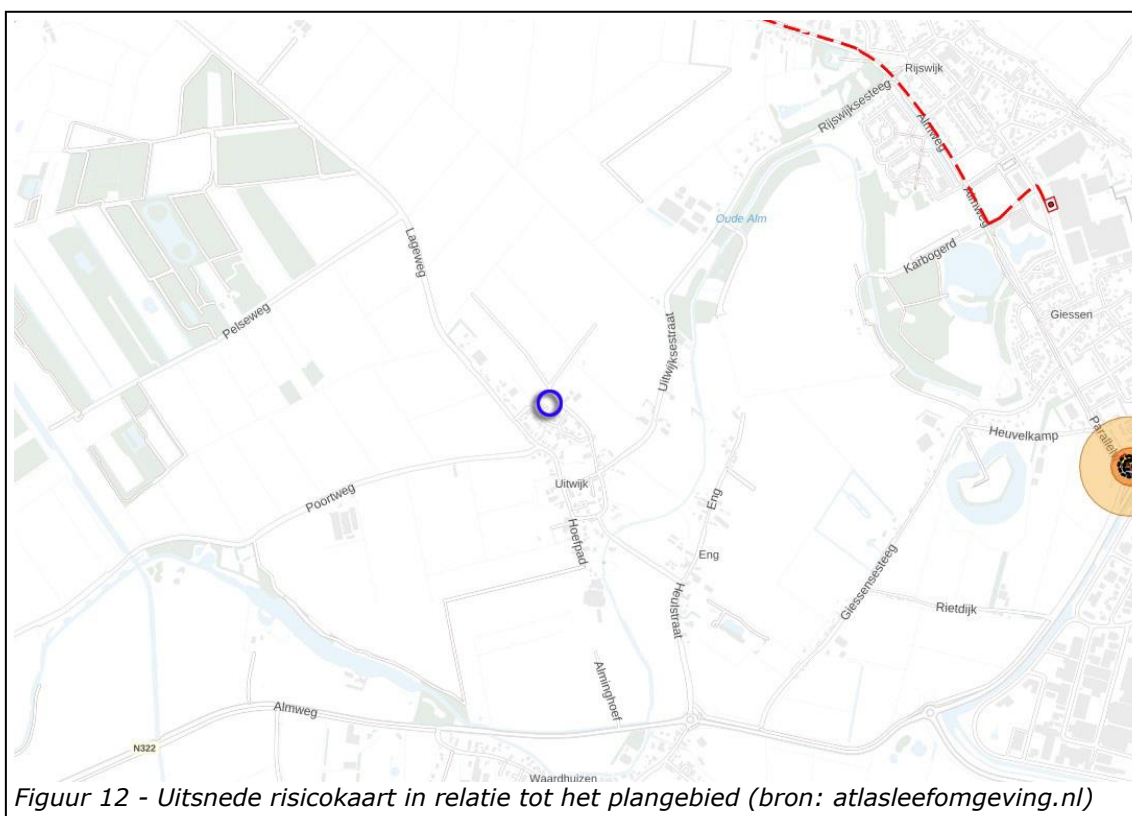 Rijswijk
Rijswijksesteeg
Almweg
Almweg
Oude Alm
Karbogerd
Lageweg
Pelseweg
Giessen
Uitwijksestraat
Heuvelkamp
Uitwijk
Poortweg
Eng
Hoefpad
Eng
Giessensesteeg
Heulstraat
Rietdijk
Alminghoef
Almweg
N322
Waardhuizen
Figuur 12 - Uitsnede risicokaart in relatie tot het plangebied (bron: atlasleefomgeving.nl)